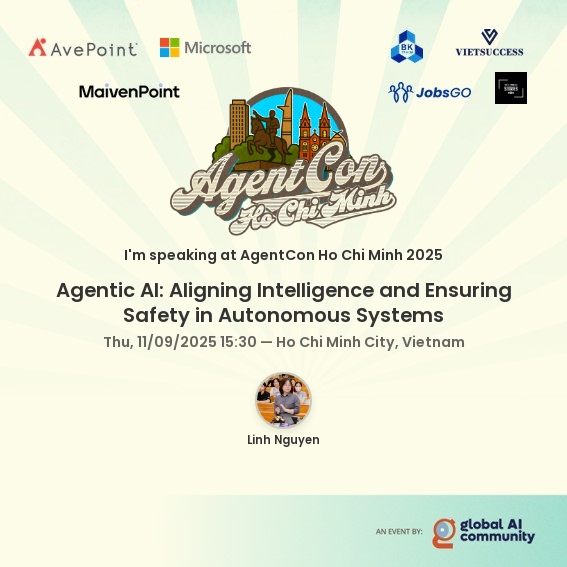 AvePoint
Microsoft
BK
VIETSUCCESS
MaivenPoint
JobsGO
AgentCon
Ho Chi Minh
I'm speaking at AgentCon Ho Chi Minh 2025
Agentic AI: Aligning Intelligence and Ensuring
Safety in Autonomous Systems
Thu, 11/09/2025 15:30 — Ho Chi Minh City, Vietnam
Linh Nguyen
AN EVENT BY:
global AI
community